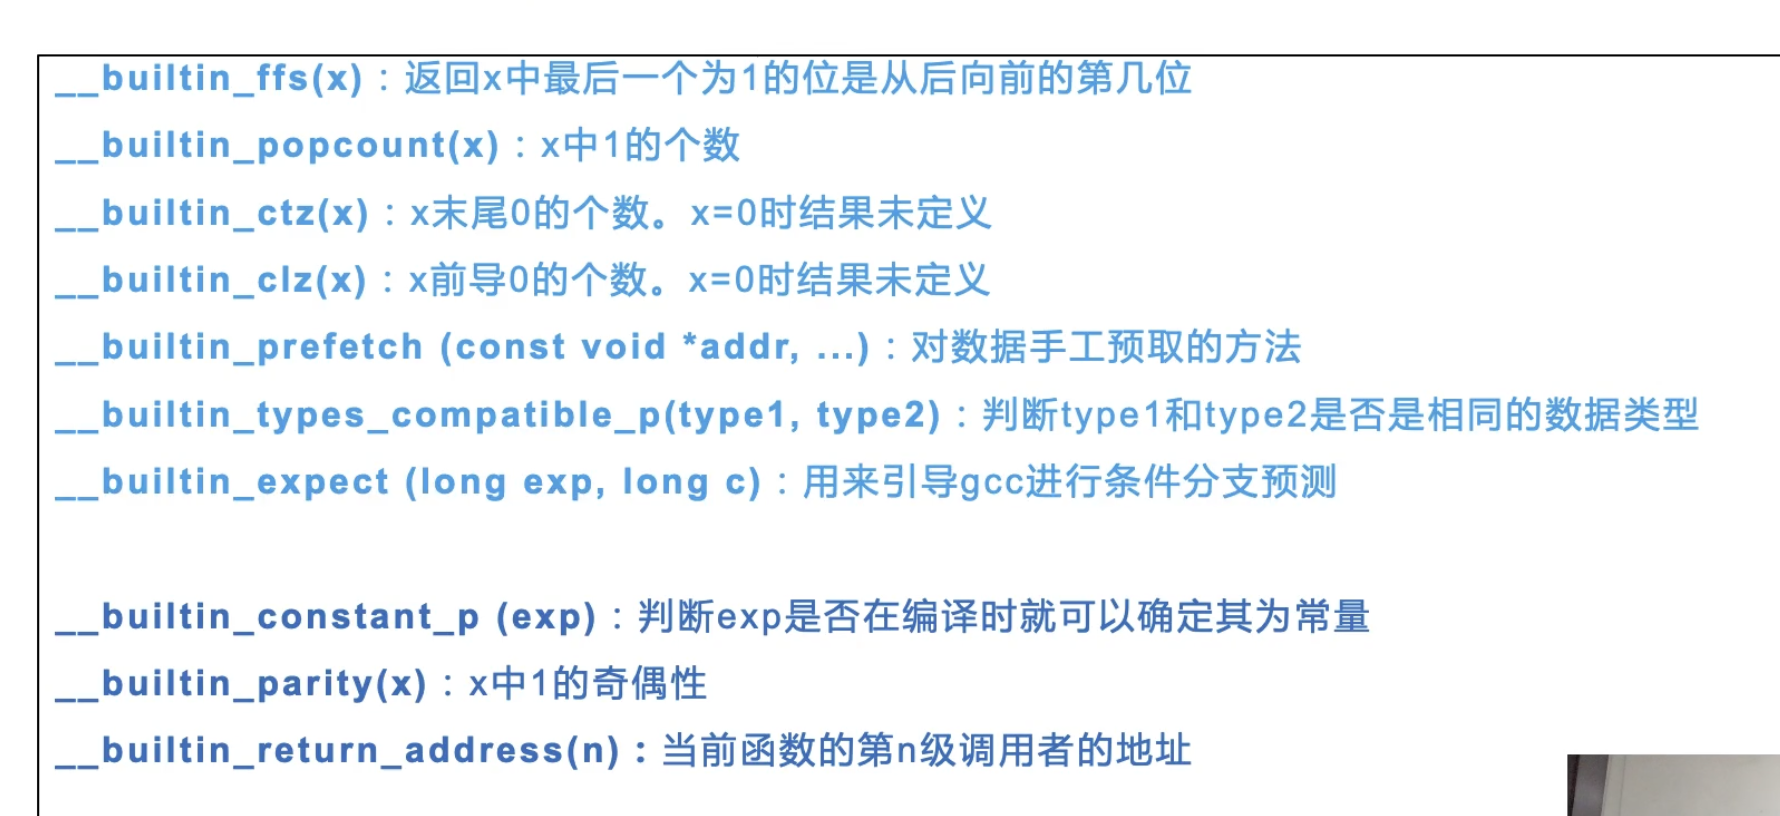 __builtin_ffs(x)：返回x中最后一个为1的位是从后向前的第几位
__builtin_popcount(x)：x中1的个数
__builtin_ctz(x)：x末尾0的个数。x=0时结果未定义
__builtin_clz(x)：x前导0的个数。x=0时结果未定义
__builtin_prefetch (const void *addr, ...)：对数据手工预取的方法
__builtin_types_compatible_p(type1, type2)：判断type1和type2是否是相同的数据类型
__builtin_expect (long exp, long c)：用来引导gcc进行条件分支预测
__builtin_constant_p (exp)：判断exp是否在编译时就可以确定其为常量
__builtin_parity(x)：x中1的奇偶性
__builtin_return_address(n)：当前函数的第n级调用者的地址